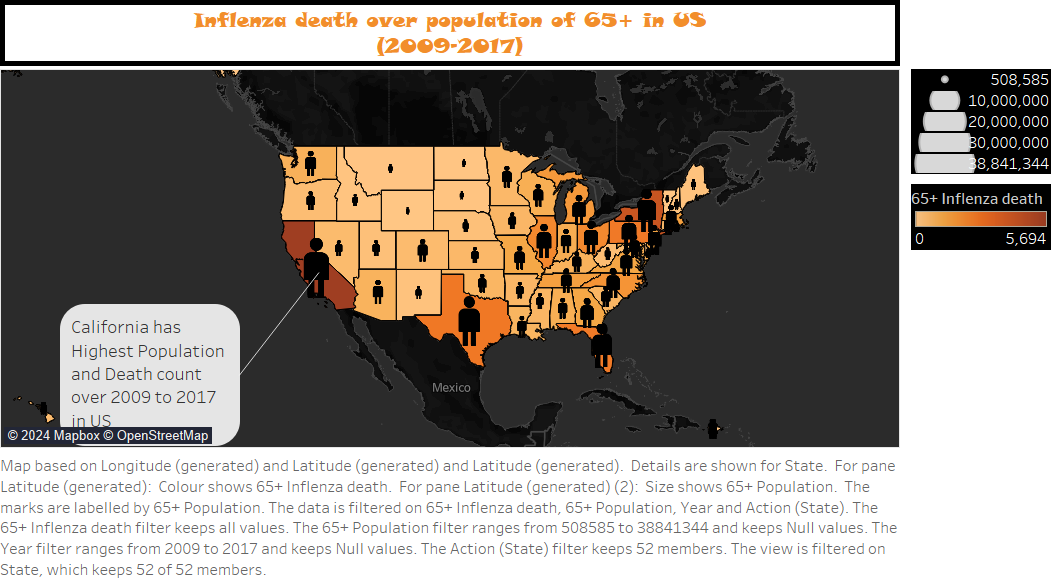 Inflenza death over population of 65+ in US
(2009-2017)
508,585
10,000,000
20,000,000
30,000,000
38,841,344
65+ Inflenza death
0 5,694
California has
Highest Population
and Death count
over 2009 to 2017
in US
Mexico
© 2024 Mapbox © OpenStreetMap
Map based on Longitude (generated) and Latitude (generated) and Latitude (generated).  Details are shown for State.  For pane
Latitude (generated):  Colour shows 65+ Inflenza death.  For pane Latitude (generated) (2):  Size shows 65+ Population.  The
marks are labelled by 65+ Population. The data is filtered on 65+ Inflenza death, 65+ Population, Year and Action (State). The
65+ Inflenza death filter keeps all values. The 65+ Population filter ranges from 508585 to 38841344 and keeps Null values. The
Year filter ranges from 2009 to 2017 and keeps Null values. The Action (State) filter keeps 52 members. The view is filtered on
State, which keeps 52 of 52 members.